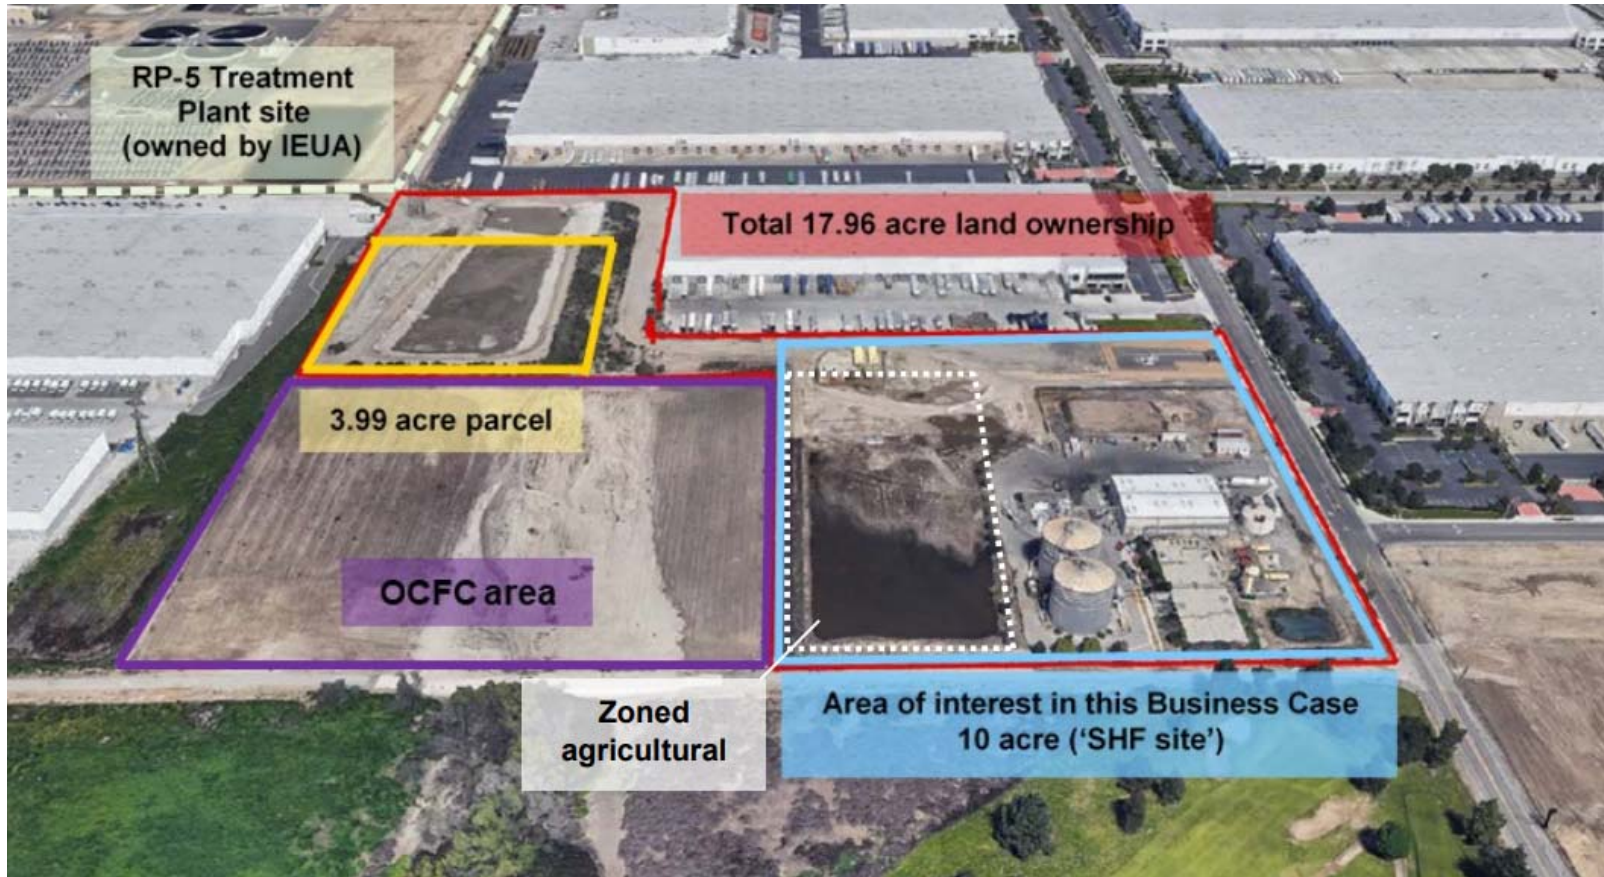 RP-5 Treatment
Plant site
(owned by IEUA)
Total 17.96 acre land ownership
3.99 acre parcel
OCFC area
Zoned
agricultural
Area of interest in this Business Case
10 acre (‘SHF site’)